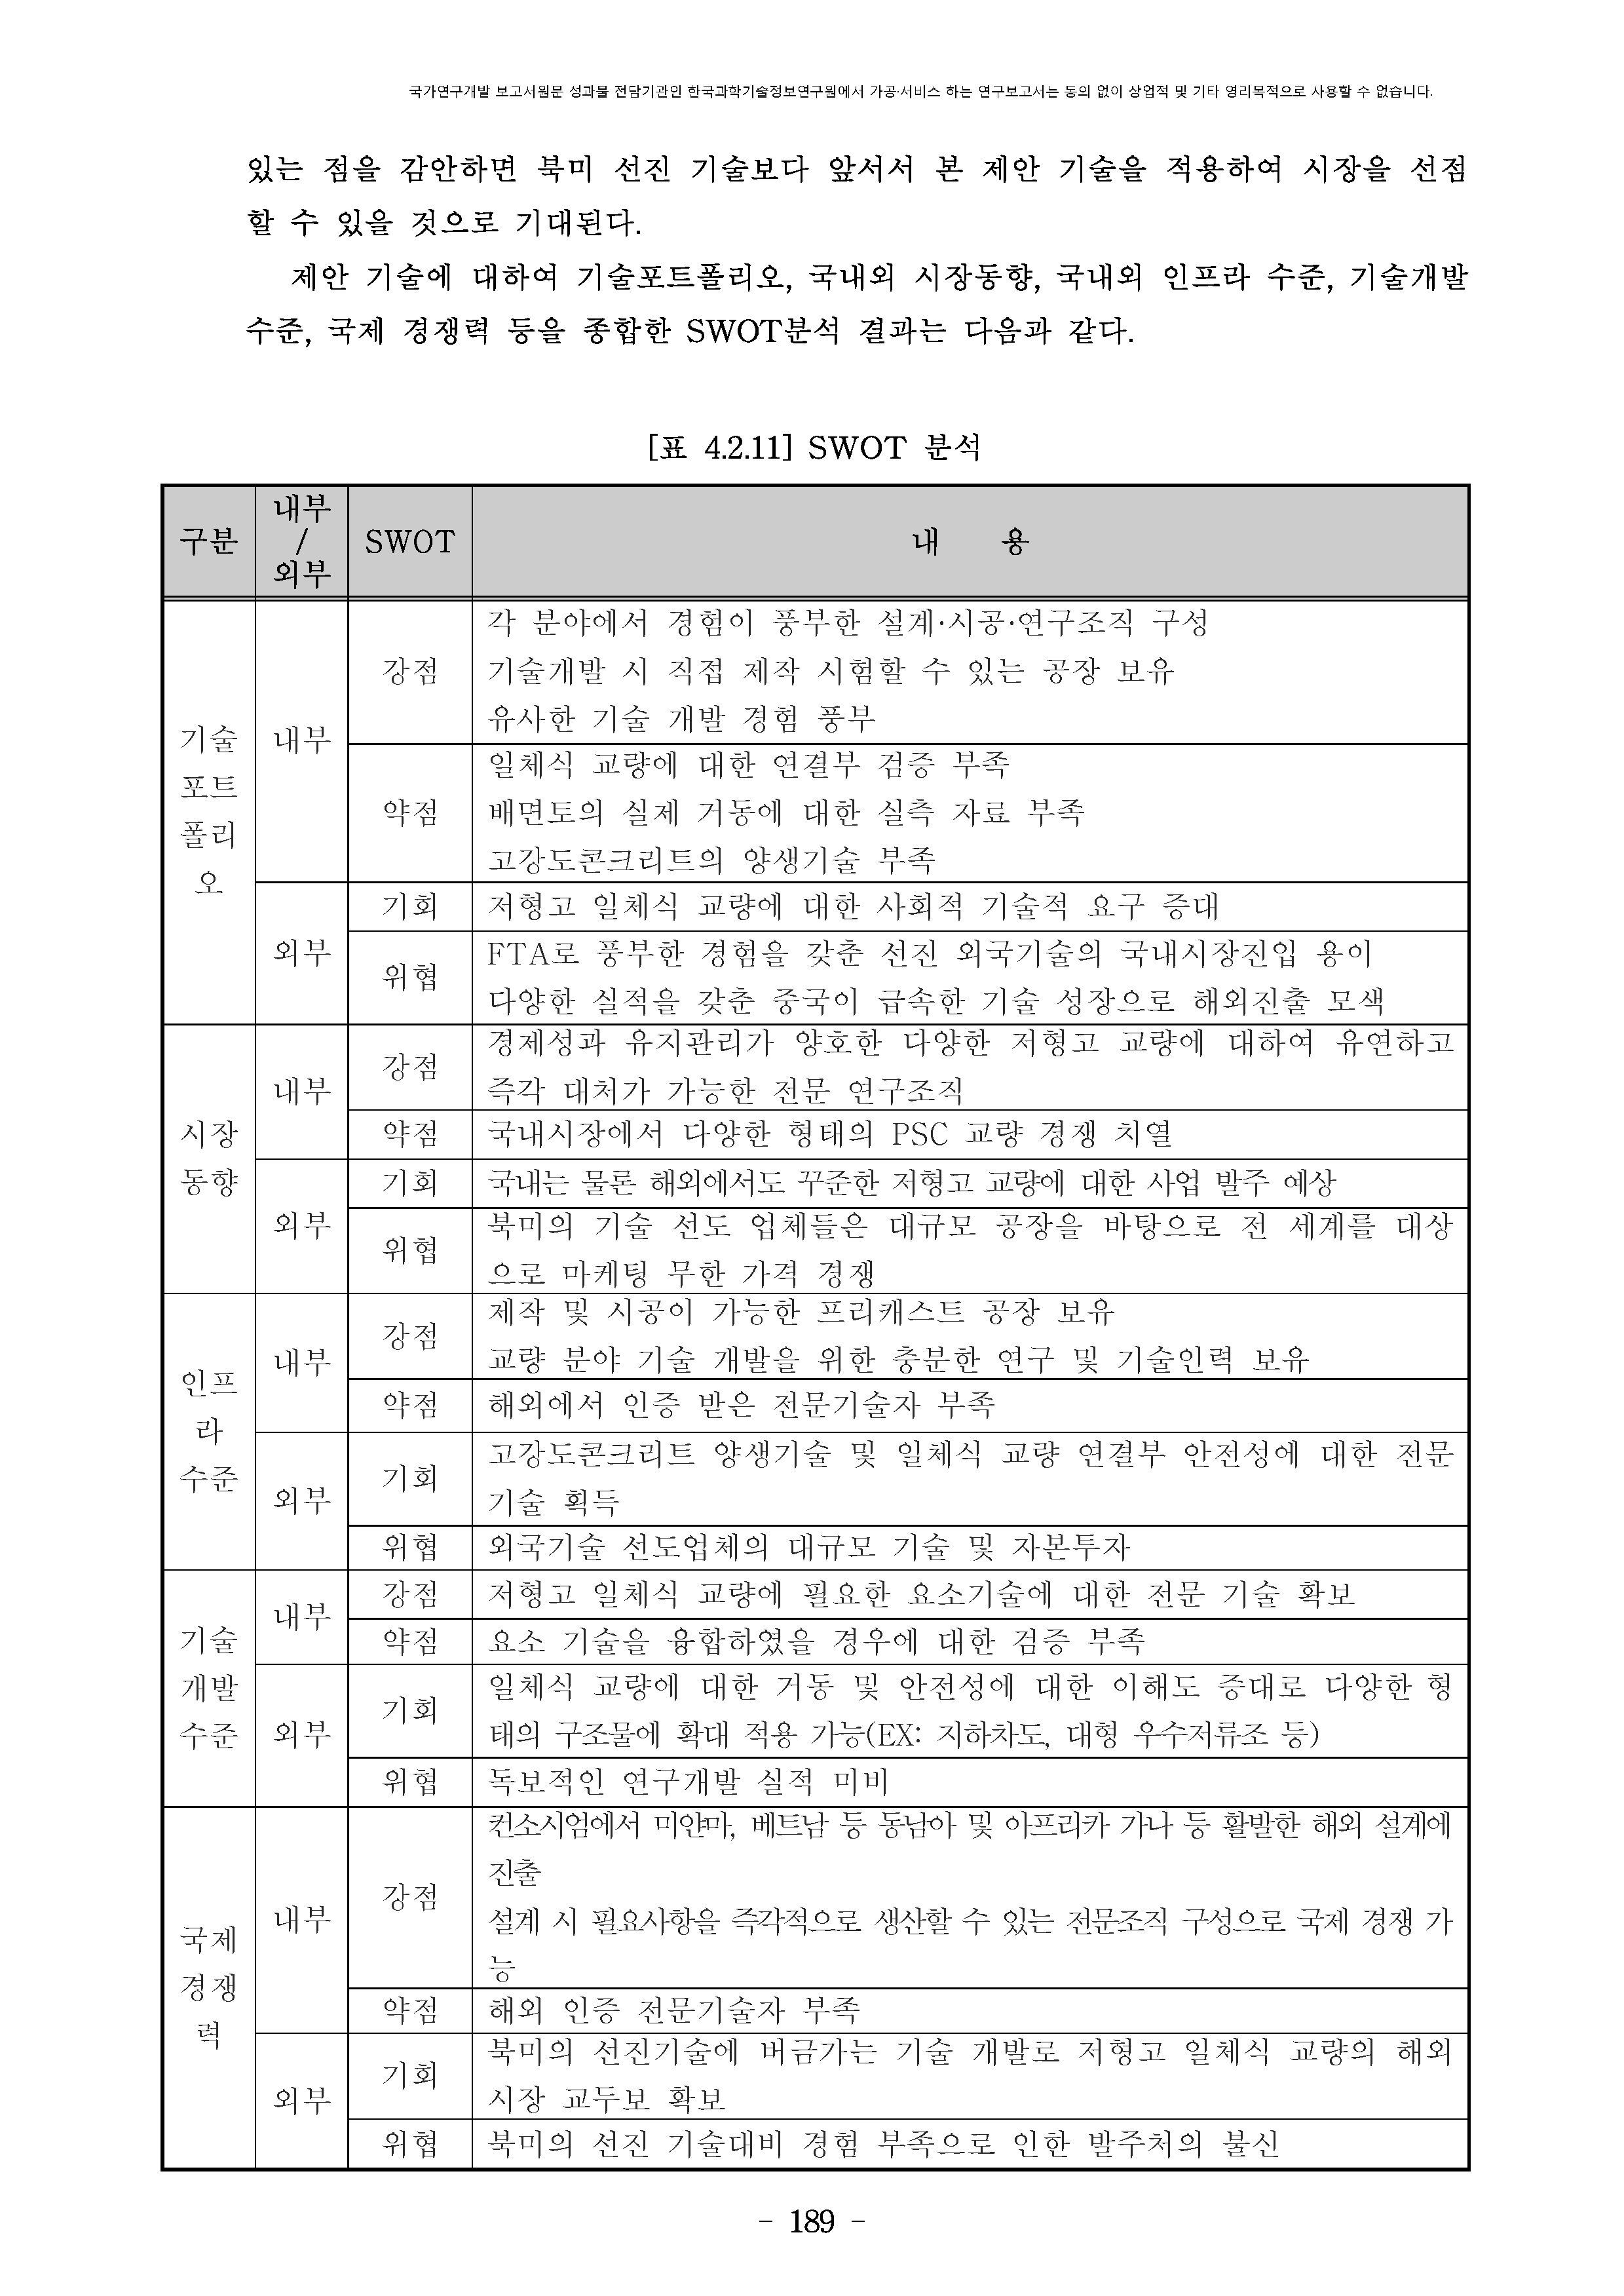 국가연구개발 보고서원문 성과물 전담기관인 한국과학기술정보연구원에서 가공·서비스 하는 연구보고서는 동의 없이 상업적 및 기타 영리목적으로 사용할 수 없습니다.
있는 점을 감안하면 북미 선진 기술보다 앞서서 본 제안 기술을 적용하여 시장을 선점
할 수 있을 것으로 기대된다.
제안 기술에 대하여 기술포트폴리오, 국내외 시장동향, 국내외 인프라 수준, 기술개발
수준, 국제 경쟁력 등을 종합한 SWOT분석 결과는 다음과 같다.
[표 4.2.11] SWOT 분석
구분
내부
/
외부
SWOT
내 용
기술
포트
폴리
오
내부
강점
각 분야에서 경험이 풍부한 설계·시공·연구조직 구성
기술개발 시 직접 제작 시험할 수 있는 공장 보유
유사한 기술 개발 경험 풍부
약점
일체식 교량에 대한 연결부 검증 부족
배면토의 실제 거동에 대한 실측 자료 부족
고강도콘크리트의 양생기술 부족
외부
기회
저형고 일체식 교량에 대한 사회적 기술적 요구 증대
위협
FTA로 풍부한 경험을 갖춘 선진 외국기술의 국내시장진입 용이
다양한 실적을 갖춘 중국이 급속한 기술 성장으로 해외진출 모색
시장
동향
내부
강점
경제성과 유지관리가 양호한 다양한 저형고 교량에 대하여 유연하고
즉각 대처가 가능한 전문 연구조직
약점
국내시장에서 다양한 형태의 PSC 교량 경쟁 치열
외부
기회
국내는 물론 해외에서도 꾸준한 저형고 교량에 대한 사업 발주 예상
위협
북미의 기술 선도 업체들은 대규모 공장을 바탕으로 전 세계를 대상
으로 마케팅 무한 가격 경쟁
인프
라
수준
내부
강점
제작 및 시공이 가능한 프리캐스트 공장 보유
교량 분야 기술 개발을 위한 충분한 연구 및 기술인력 보유
약점
해외에서 인증 받은 전문기술자 부족
외부
기회
고강도콘크리트 양생기술 및 일체식 교량 연결부 안전성에 대한 전문
기술 획득
위협
외국기술 선도업체의 대규모 기술 및 자본투자
기술
개발
수준
내부
강점
저형고 일체식 교량에 필요한 요소기술에 대한 전문 기술 확보
약점
요소 기술을 융합하였을 경우에 대한 검증 부족
외부
기회
일체식 교량에 대한 거동 및 안전성에 대한 이해도 증대로 다양한 형
태의 구조물에 확대 적용 가능(EX: 지하차도, 대형 우수저류조 등)
위협
독보적인 연구개발 실적 미비
국제
경쟁
력
내부
강점
컨소시엄에서 미얀마, 베트남 등 동남아 및 아프리카 가나 등 활발한 해외 설계에
진출
설계 시 필요사항을 즉각적으로 생산할 수 있는 전문조직 구성으로 국제 경쟁 가
능
약점
해외 인증 전문기술자 부족
외부
기회
북미의 선진기술에 버금가는 기술 개발로 저형고 일체식 교량의 해외
시장 교두보 확보
위협
북미의 선진 기술대비 경험 부족으로 인한 발주처의 불신
- 189 -